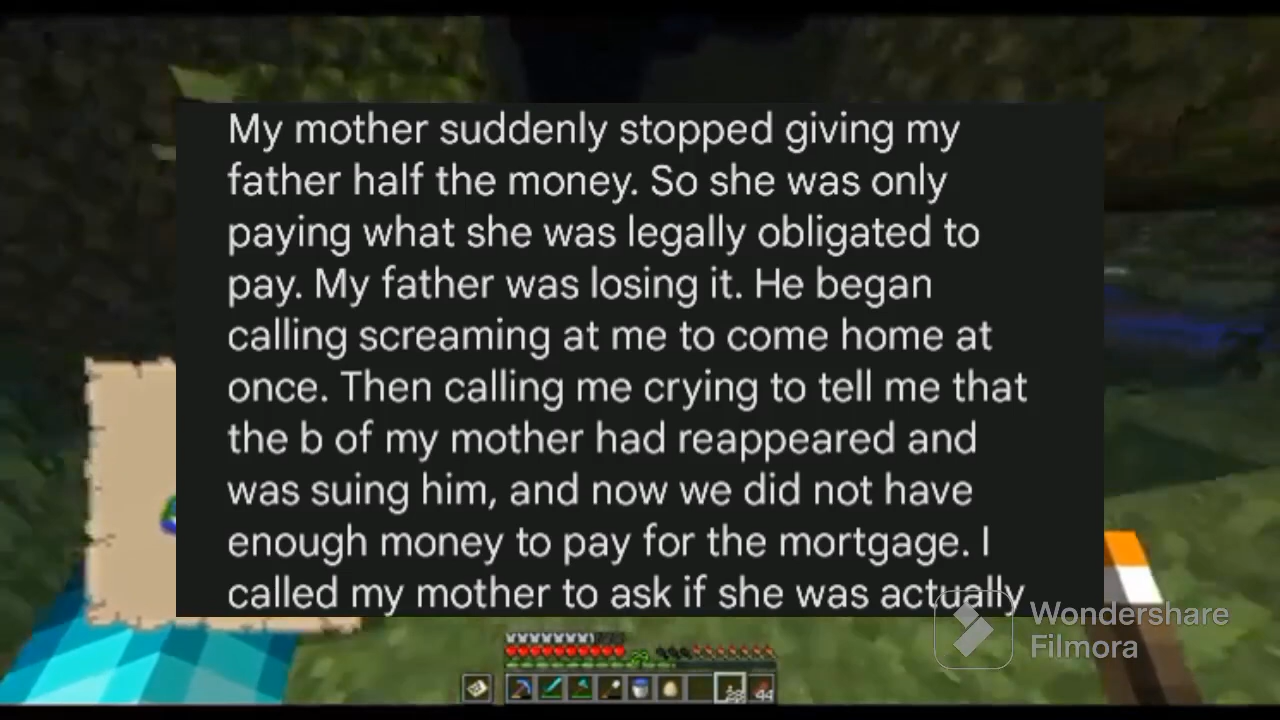 My mother suddenly stopped giving my
father half the money. So she was only
paying what she was legally obligated to
pay. My father was losing it. He began
calling screaming at me to come home at
once. Then calling me crying to tell me that
the b of my mother had reappeared and
was suing him, and now we did not have
enough money to pay for the mortgage. I
called my mother to ask if she was actually
Wondershare
Filmora
28
44